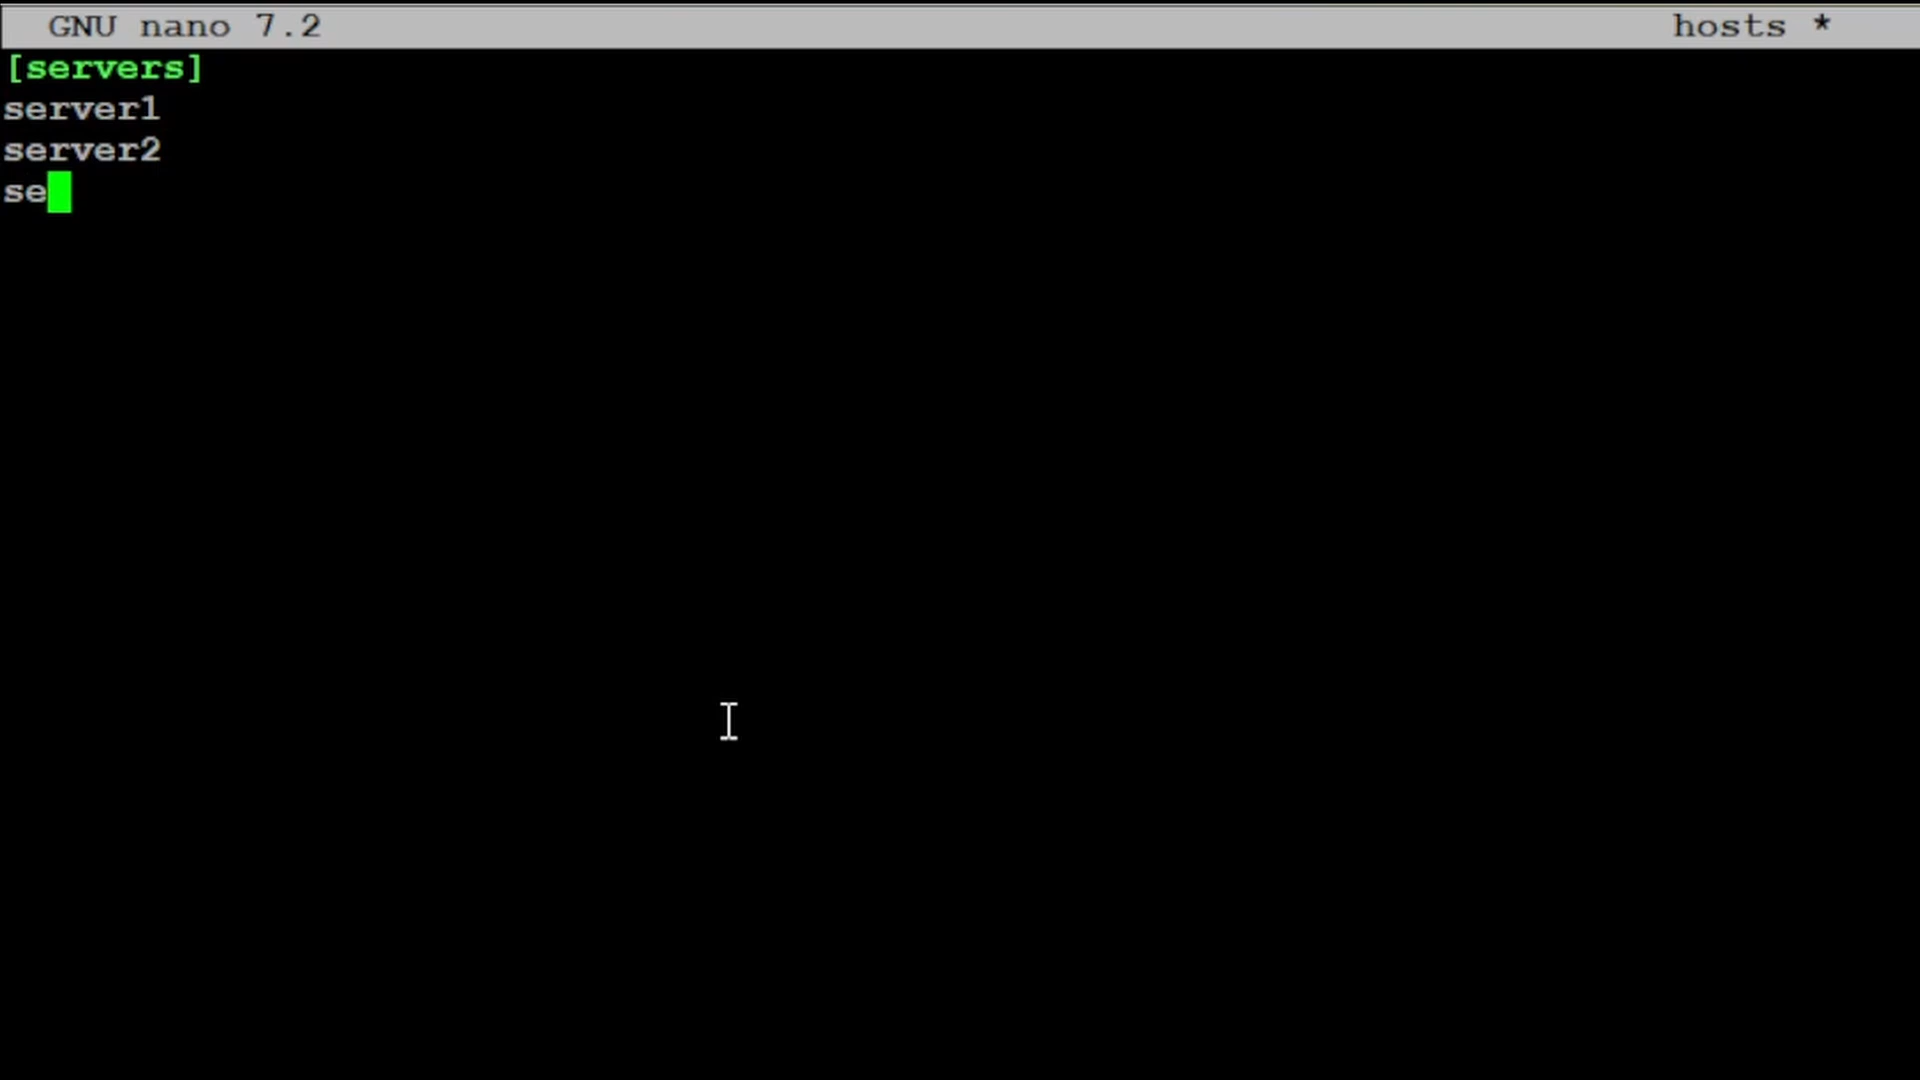 GNU nano 7.2 hosts *
[servers]
server1
server2
se